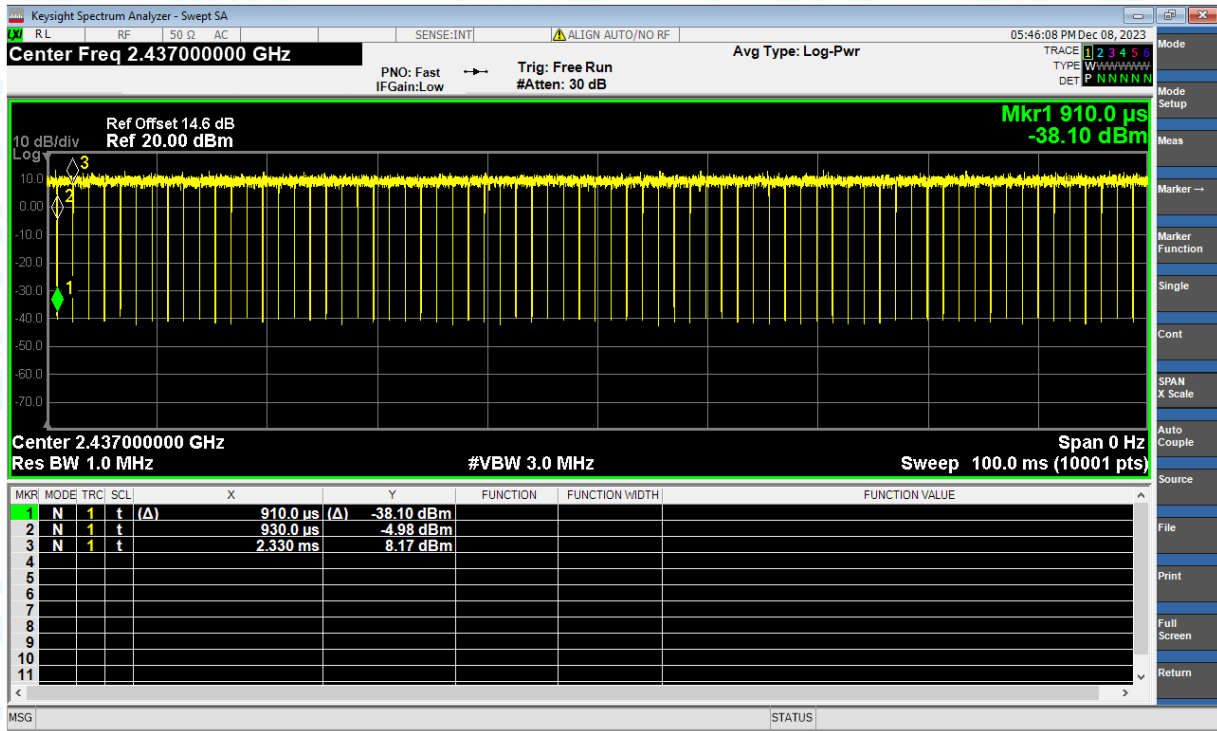 Keysight Spectrum Analyzer - Swept SA
LXI RL RF 50 Ω AC SENSE:INT ALIGN AUTO/NO RF 05:46:08 PM Dec 08, 2023
Center Freq 2.437000000 GHz
Avg Type: Log-Pwr
TRACE 1 2 3 4 5 6
TYPE WWWWWW
DET P N N N N N
PNO: Fast
IFGain:Low
Trig: Free Run
#Atten: 30 dB
Mkr1 910.0 µs
-38.10 dBm
Ref Offset 14.6 dB
10 dB/div Ref 20.00 dBm
Log
10.0
0.00
-10.0
-20.0
-30.0
-40.0
-50.0
-60.0
-70.0
3
2
1
Center 2.437000000 GHz Span 0 Hz
Res BW 1.0 MHz #VBW 3.0 MHz Sweep 100.0 ms (10001 pts)
MKR MODE TRC SCL X Y FUNCTION FUNCTION WIDTH FUNCTION VALUE
1 N 1 t (Δ) 910.0 µs (Δ) -38.10 dBm
2 N 1 t 930.0 µs -4.98 dBm
3 N 1 t 2.330 ms 8.17 dBm
4
5
6
7
8
9
10
11
MSG STATUS
Mode
Mode
Setup
Meas
Marker →
Marker
Function
Single
Cont
SPAN
X Scale
Auto
Couple
Source
File
Print
Full
Screen
Return